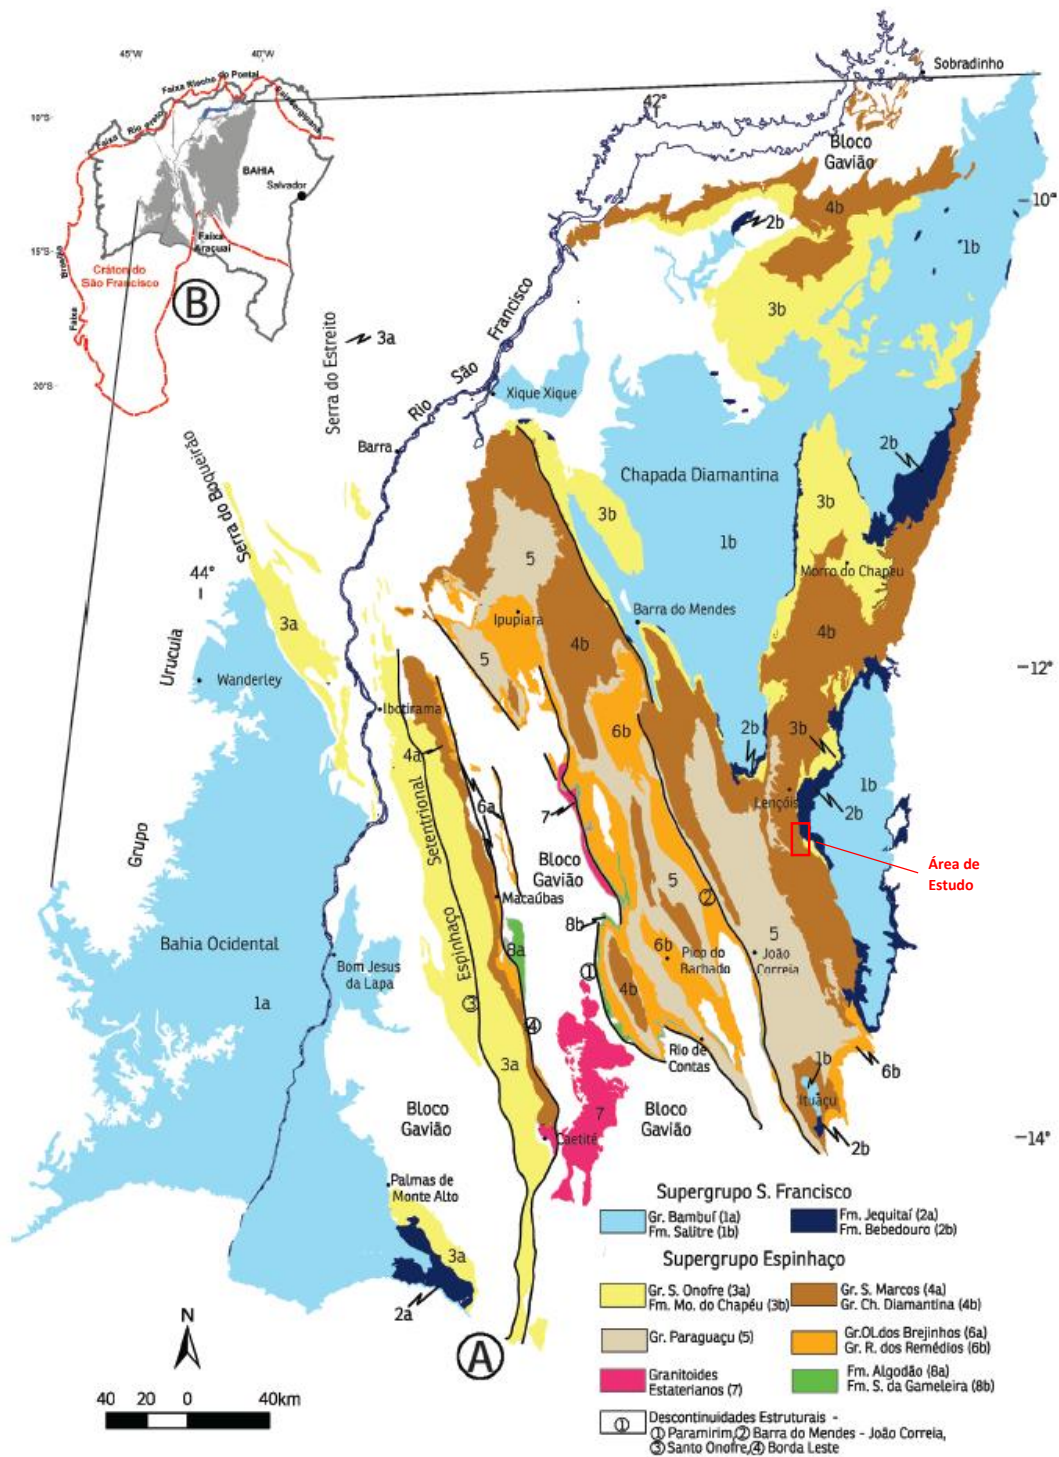 45°W
40°W
Faixa Riacho do Pontal
Faixa Sergipana
Faixa Rio Preto
10°S
BAHIA
Salvador
15°S
Faixa
Araçuaí
Faixa Brasília
Cráton do
São Francisco
B
20°S
Sobradinho
42°
Bloco
Gavião
10°
4b
2b
1b
3b
Serra do Estreito
3a
Rio São Francisco
Xique Xique
Barra
Serra do Boqueirão
Chapada Diamantina
2b
3b
3b
1b
5
44°
Morro do Chapéu
3a
Ipupiara
Barra do Mendes
4b
4b
5
12°
Urucuia
Wanderley
Ibotirama
6b
2b
3b
4a
1b
6a
Lençóis
2b
7
Setentrional
Grupo
Bloco
Gavião
Área de
Estudo
5
2
Macaúbas
8b
5
Bahia Ocidental
8a
6b
Pico do
Barbado
João
Correia
Espinhaço
Bom Jesus
da Lapa
1
4b
1a
3
4
Rio de
Contas
3a
1b
6b
Ituaçu
Bloco
Gavião
7
Bloco
Gavião
Caetité
2b
14°
Palmas de
Monte Alto
3a
2a
A
N
40 20 0 40km
Supergrupo S. Francisco
Gr. Bambuí (1a)
Fm. Salitre (1b)
Fm. Jequitaí (2a)
Fm. Bebedouro (2b)
Supergrupo Espinhaço
Gr. S. Onofre (3a)
Fm. Mo. do Chapéu (3b)
Gr. S. Marcos (4a)
Gr. Ch. Diamantina (4b)
Gr. Paraguaçu (5)
Gr.OL.dos Brejinhos (6a)
Gr. R. dos Remédios (6b)
Granitoides
Estaterianos (7)
Fm. Algodão (8a)
Fm. S. da Gameleira (8b)
1 Descontinuidades Estruturais -
① Paramirim,② Barra do Mendes - João Correia,
③ Santo Onofre,④ Borda Leste